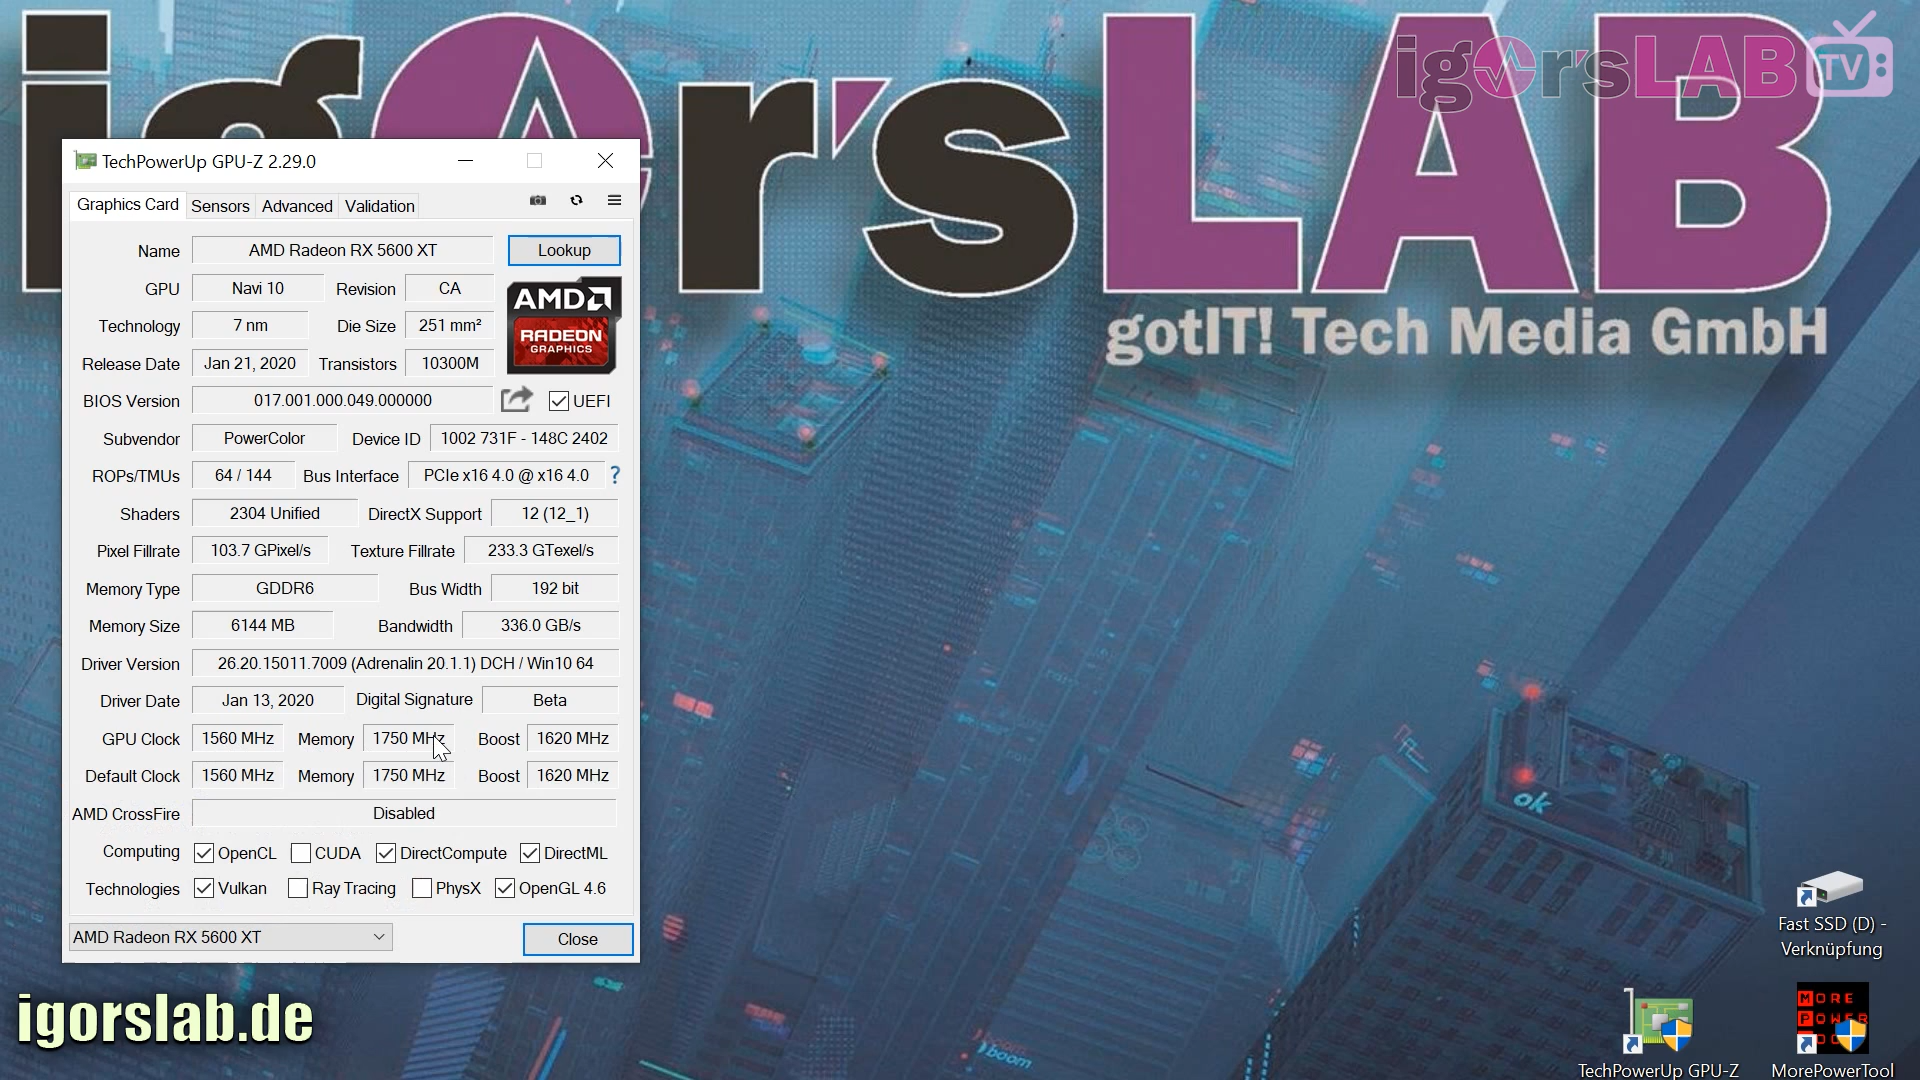 igor'sLAB
igor'sLAB TV
gotIT! Tech Media GmbH
TechPowerUp GPU-Z 2.29.0
Graphics Card Sensors Advanced Validation
Name AMD Radeon RX 5600 XT Lookup
GPU Navi 10 Revision CA
AMD
RADEON
GRAPHICS
Technology 7 nm Die Size 251 mm²
Release Date Jan 21, 2020 Transistors 10300M
BIOS Version 017.001.000.049.000000 UEFI
Subvendor PowerColor Device ID 1002 731F - 148C 2402
ROPs/TMUs 64 / 144 Bus Interface PCIe x16 4.0 @ x16 4.0 ?
Shaders 2304 Unified DirectX Support 12 (12_1)
Pixel Fillrate 103.7 GPixel/s Texture Fillrate 233.3 GTexel/s
Memory Type GDDR6 Bus Width 192 bit
Memory Size 6144 MB Bandwidth 336.0 GB/s
Driver Version 26.20.15011.7009 (Adrenalin 20.1.1) DCH / Win10 64
Driver Date Jan 13, 2020 Digital Signature Beta
GPU Clock 1560 MHz Memory 1750 MHz Boost 1620 MHz
Default Clock 1560 MHz Memory 1750 MHz Boost 1620 MHz
AMD CrossFire Disabled
Computing OpenCL CUDA DirectCompute DirectML
Technologies Vulkan Ray Tracing PhysX OpenGL 4.6
AMD Radeon RX 5600 XT Close
igorslab.de
ok
boom
Fast SSD (D) -
Verknüpfung
TechPowerUp GPU-Z
MORE
POWER
MorePowerTool